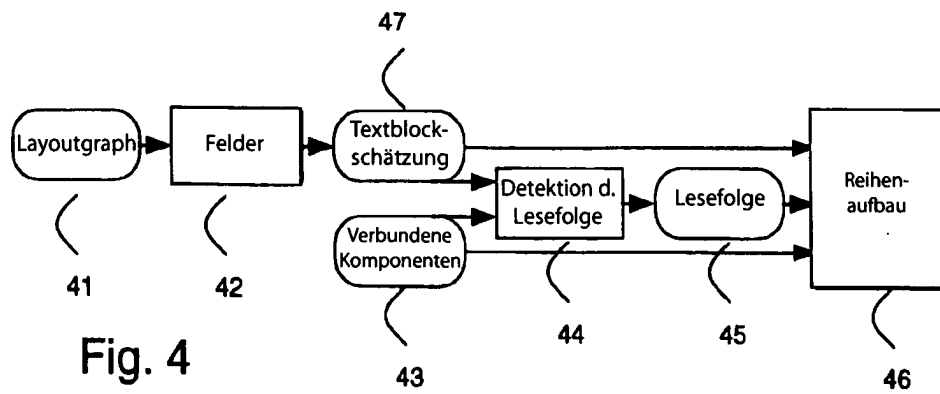 47
Layoutgraph
Felder
Textblock-
schätzung
Detektion d.
Lesefolge
Lesefolge
Reihen-
aufbau
Verbundene
Komponenten
41
42
43
44
45
46
Fig. 4